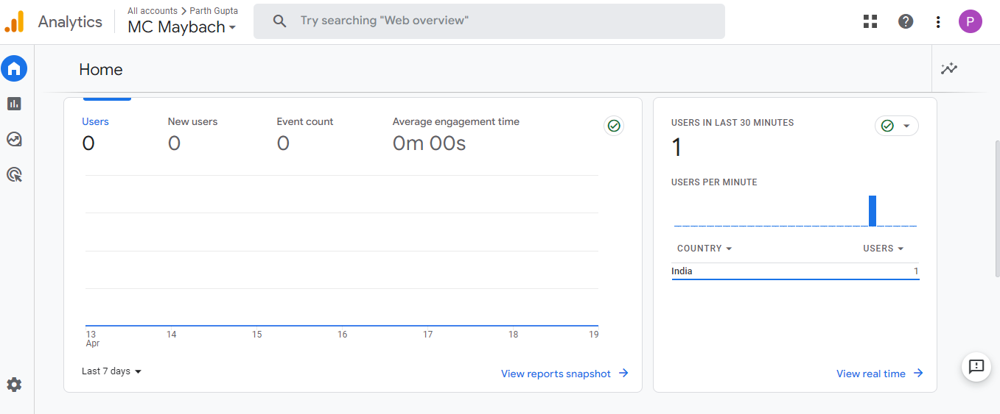 Analytics
All accounts > Parth Gupta
MC Maybach
Try searching "Web overview"
P
Home
Users
0
New users
0
Event count
0
Average engagement time
0m 00s
13
Apr
14
15
16
17
18
19
Last 7 days
View reports snapshot
USERS IN LAST 30 MINUTES
1
USERS PER MINUTE
COUNTRY USERS
India 1
View real time